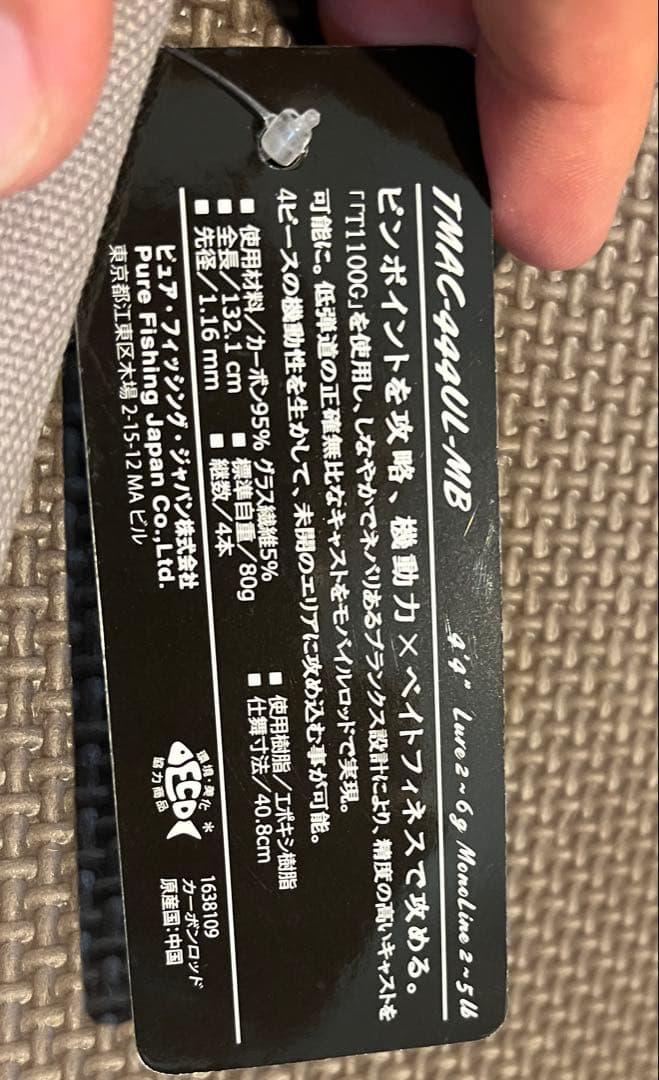 TMAC-444UL-MB 4'4" Lure2~6g MonoLine2~5lb
ピンポイントを攻略、機動力×ベイトフィネスで攻める。
「「T1100G」を使用し、しなやかでネバリあるブランクス設計により、精度の高いキャストを
可能に。低弾道の正確無比なキャストをモバイルロッドで実現。
4ピースの機動性を生かして、未開のエリアに攻め込む事が可能。
■ 使用材料/カーボン95% グラス繊維5% ■ 使用樹脂/エポキシ樹脂
■ 全長/132.1 cm ■ 標準自重/80g ■ 仕舞寸法/40.8cm
■ 先径/1.16 mm ■ 継数/4本
ピュア・フィッシング・ジャパン株式会社
Pure Fishing Japan Co.,Ltd.
東京都江東区木場 2-15-12 MA ビル
環境・美化
ECO
協力商品
1638109
カーボンロッド
原産国:中国